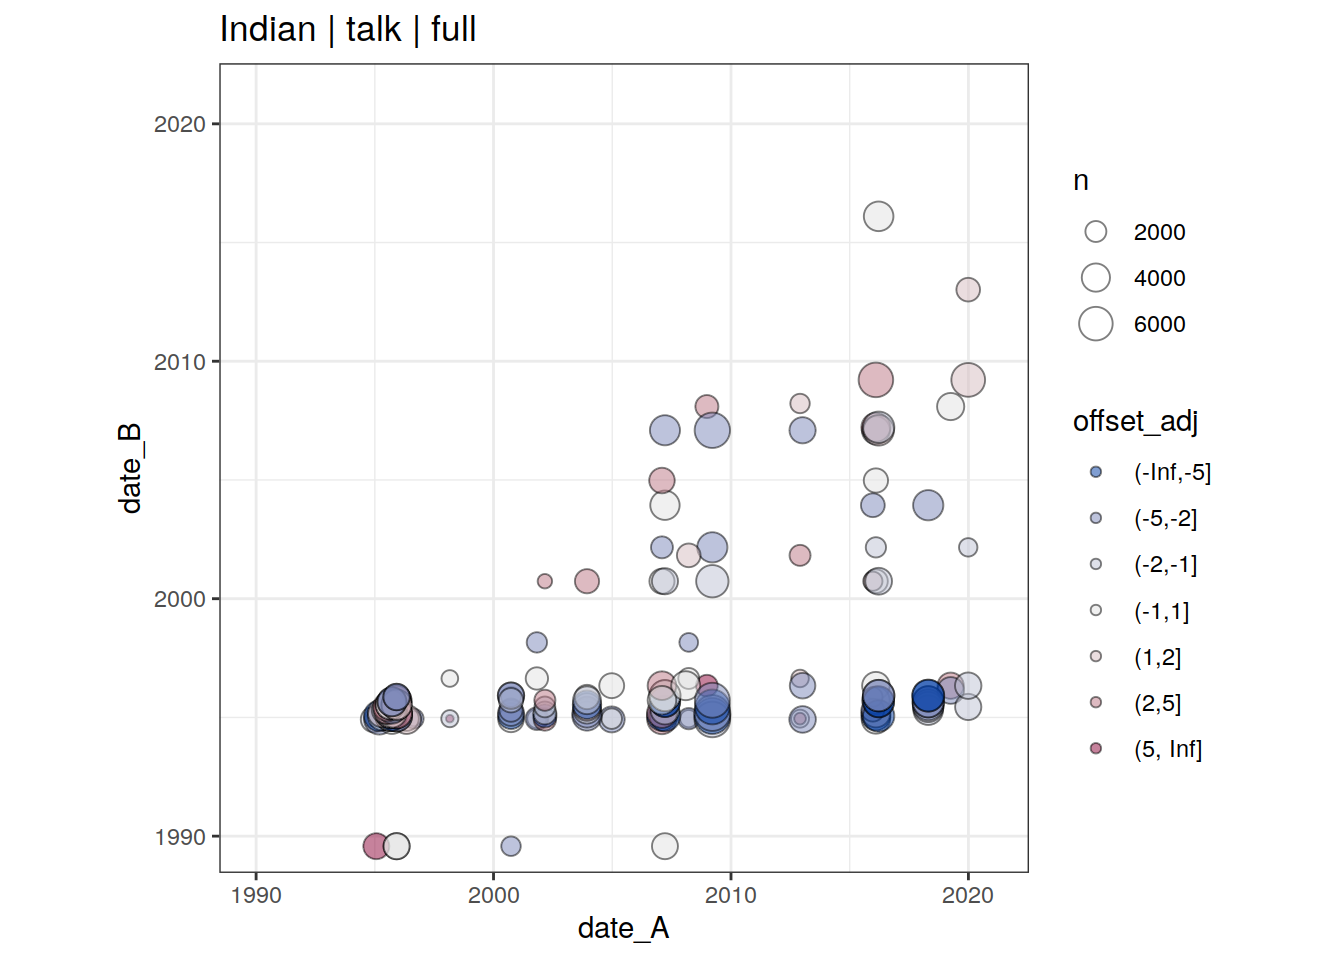 Indian | talk | full
date_B
2020
2010
2000
1990
1990
2000
2010
2020
date_A
n
2000
4000
6000
offset_adj
(-Inf,-5]
(-5,-2]
(-2,-1]
(-1,1]
(1,2]
(2,5]
(5, Inf]